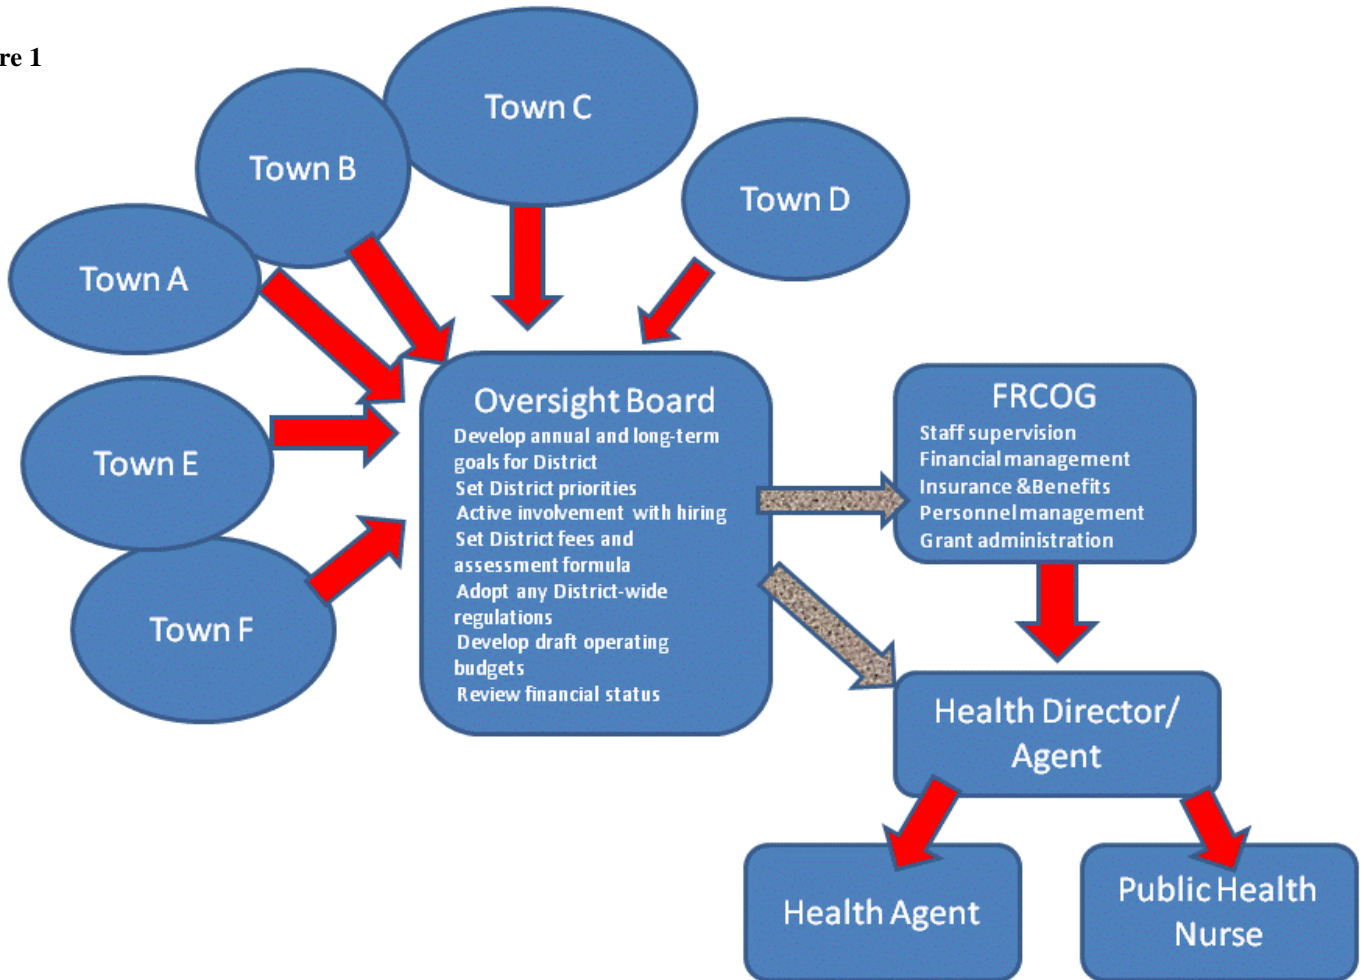 re 1
Town C
Town B
Town D
Town A
Town E
Town F
Oversight Board
Develop annual and long-term
goals for District
Set District priorities
Active involvement with hiring
Set District fees and
assessment formula
Adopt any District-wide
regulations
Develop draft operating
budgets
Review financial status
FRCOG
Staff supervision
Financial management
Insurance &Benefits
Personnel management
Grant administration
Health Director/
Agent
Health Agent
Public Health
Nurse